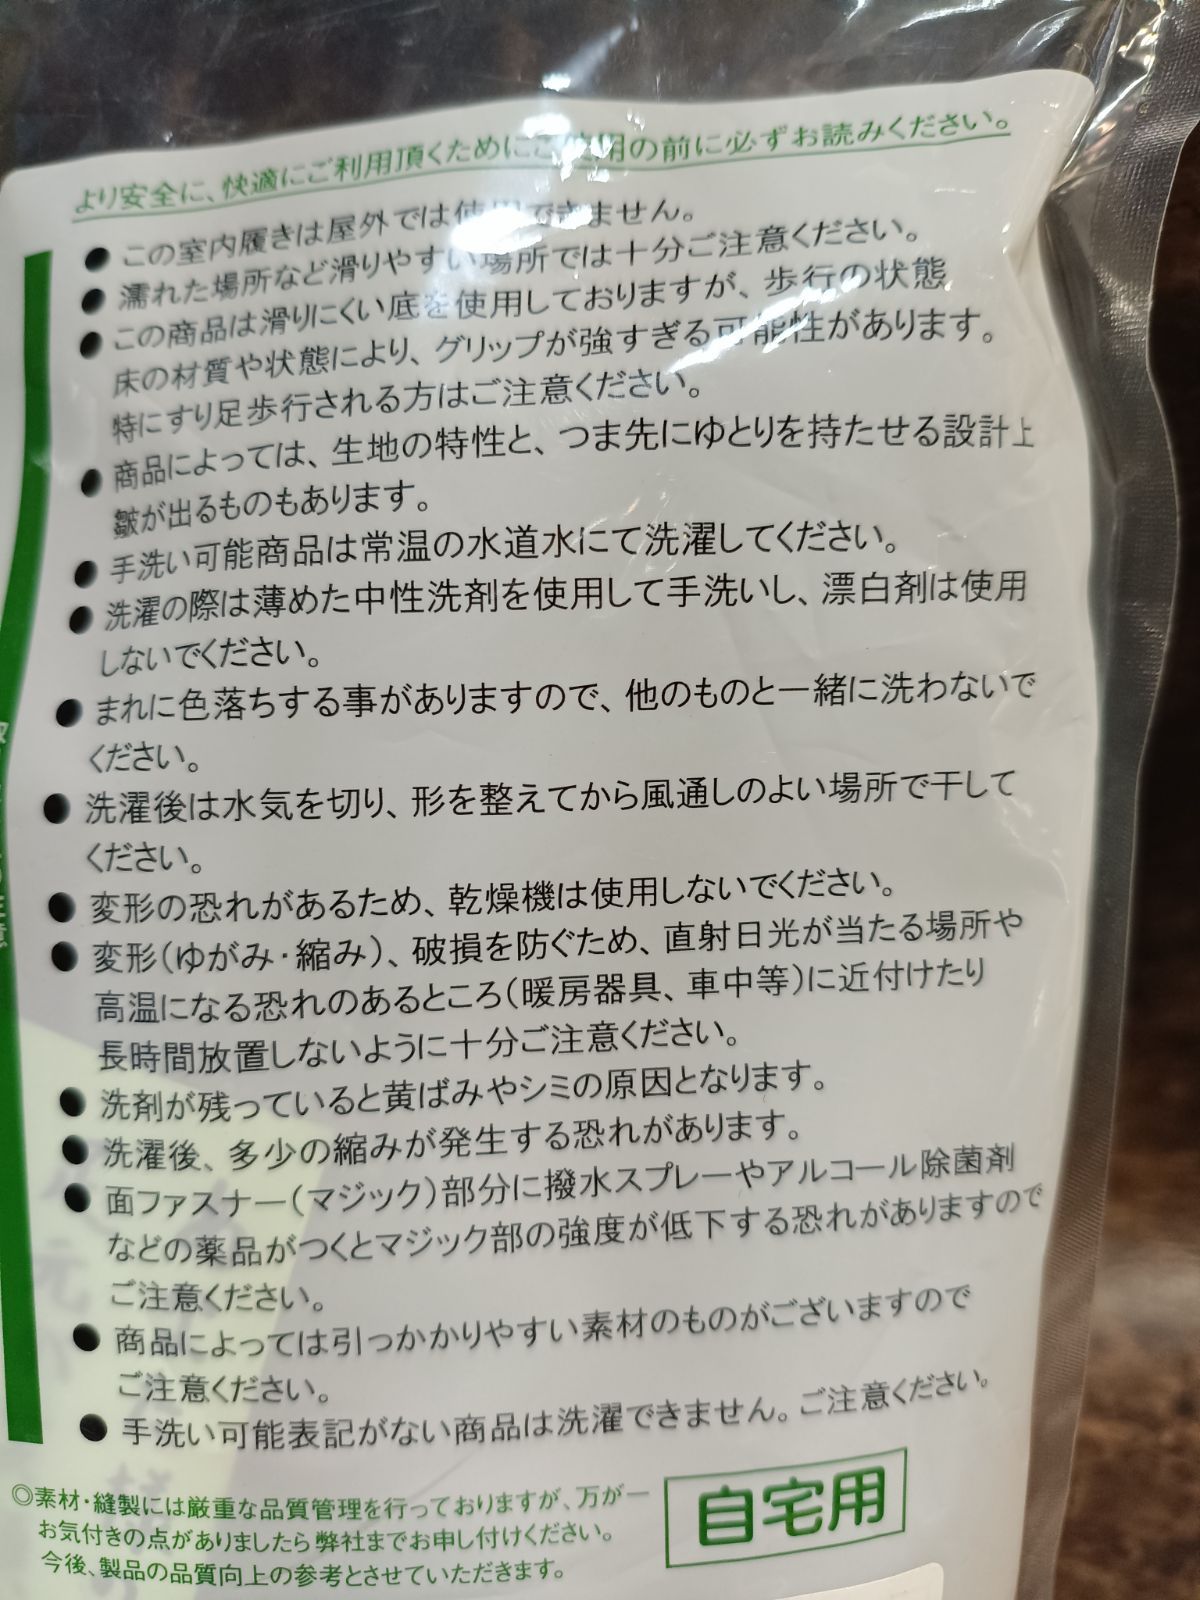 より安全に、快適にご利用頂くためにご使用の前に必ずお読みください。
● この室内履きは屋外では使用できません。
● 濡れた場所など滑りやすい場所では十分ご注意ください。
● この商品は滑りにくい底を使用しておりますが、歩行の状態
床の材質や状態により、グリップが強すぎる可能性があります。
特にすり足歩行される方はご注意ください。
● 商品によっては、生地の特性と、つま先にゆとりを持たせる設計上
皺が出るものもあります。
● 手洗い可能商品は常温の水道水にて洗濯してください。
● 洗濯の際は薄めた中性洗剤を使用して手洗いし、漂白剤は使用
しないでください。
● まれに色落ちする事がありますので、他のものと一緒に洗わないで
ください。
● 洗濯後は水気を切り、形を整えてから風通しのよい場所で干して
ください。
● 変形の恐れがあるため、乾燥機は使用しないでください。
● 変形（ゆがみ・縮み）、破損を防ぐため、直射日光が当たる場所や
高温になる恐れのあるところ（暖房器具、車中等）に近付けたり
長時間放置しないように十分ご注意ください。
● 洗剤が残っていると黄ばみやシミの原因となります。
● 洗濯後、多少の縮みが発生する恐れがあります。
● 面ファスナー（マジック）部分に撥水スプレーやアルコール除菌剤
などの薬品がつくとマジック部の強度が低下する恐れがありますので
ご注意ください。
● 商品によっては引っかかりやすい素材のものがございますので
ご注意ください。
● 手洗い可能表記がない商品は洗濯できません。ご注意ください。
◎素材・縫製には厳重な品質管理を行っておりますが、万が一
お気付きの点がありましたら弊社までお申し付けください。
今後、製品の品質向上の参考とさせていただきます。
自宅用